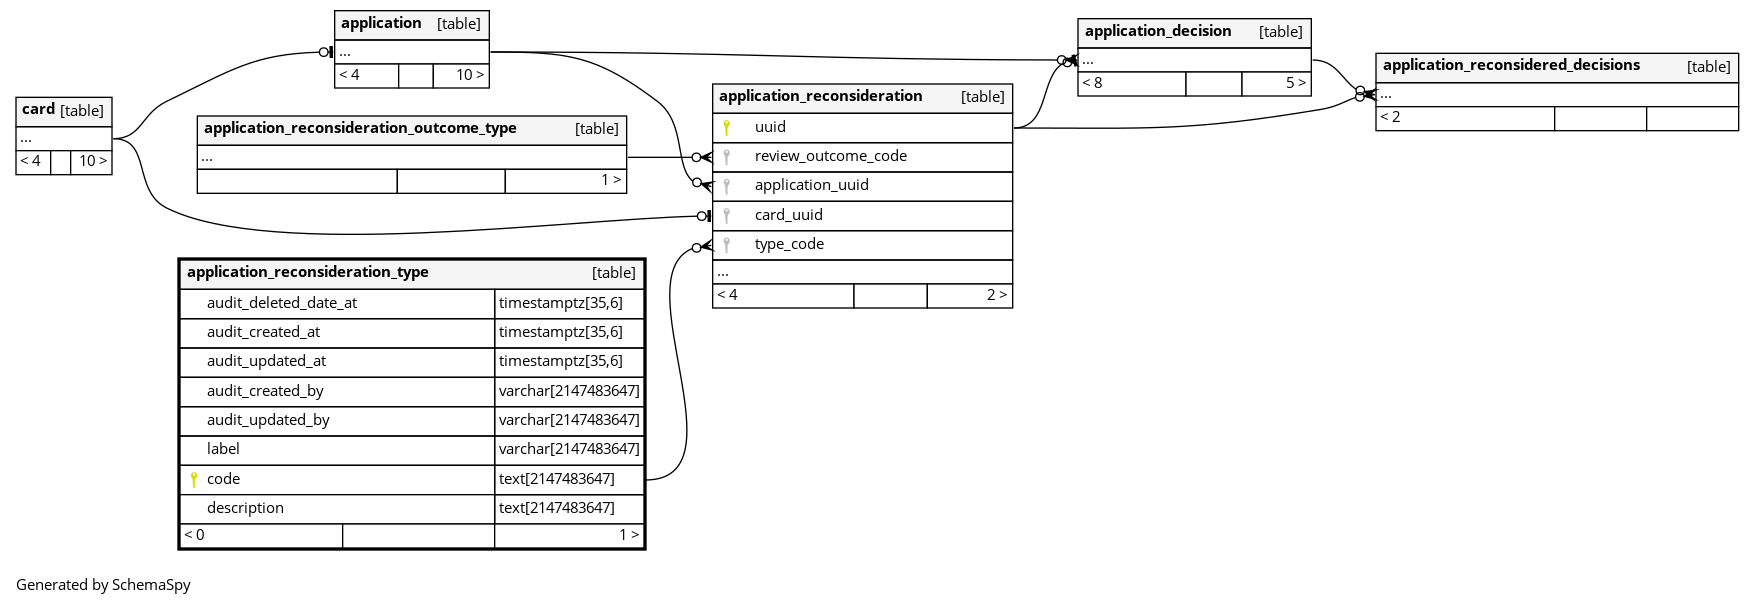 application [table]
...
< 4 10 >
application_decision [table]
...
< 8 5 >
application_reconsidered_decisions [table]
...
< 2
card [table]
...
< 4 10 >
application_reconsideration_outcome_type [table]
...
1 >
application_reconsideration [table]
uuid
review_outcome_code
application_uuid
card_uuid
type_code
...
< 4 2 >
application_reconsideration_type [table]
audit_deleted_date_at timestamptz[35,6]
audit_created_at timestamptz[35,6]
audit_updated_at timestamptz[35,6]
audit_created_by varchar[2147483647]
audit_updated_by varchar[2147483647]
label varchar[2147483647]
code text[2147483647]
description text[2147483647]
< 0 1 >
Generated by SchemaSpy